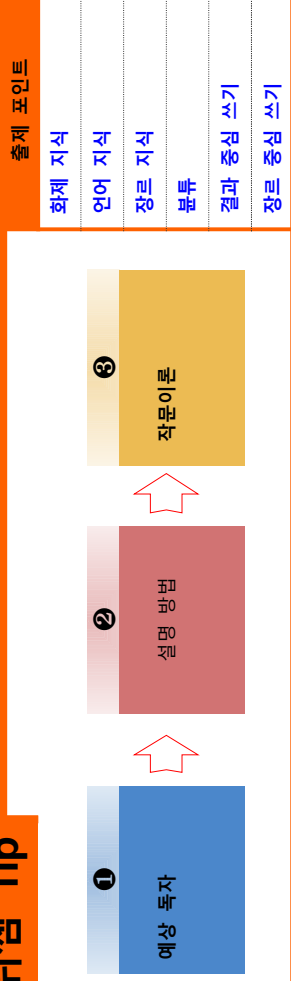 Tip
❶
예상 독자
❷
설명 방법
❸
작문이론
출제 포인트
화제 지식
언어 지식
장르 지식
분류
결과 중심 쓰기
장르 중심 쓰기